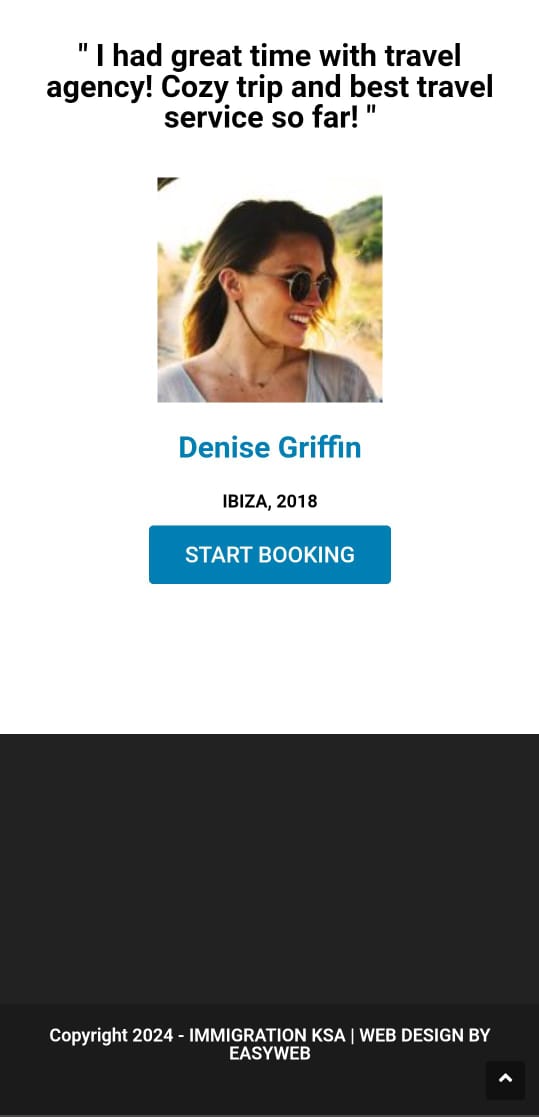 " I had great time with travel
agency! Cozy trip and best travel
service so far! "
Denise Griffin
IBIZA, 2018
START BOOKING
Copyright 2024 - IMMIGRATION KSA | WEB DESIGN BY
EASYWEB